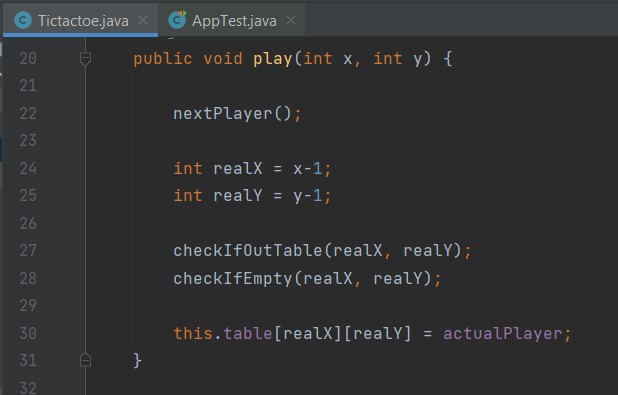 Tictactoe.java × AppTest.java ×
20 public void play(int x, int y) {
21
22 nextPlayer();
23
24 int realX = x-1;
25 int realY = y-1;
26
27 checkIfOutTable(realX, realY);
28 checkIfEmpty(realX, realY);
29
30 this.table[realX][realY] = actualPlayer;
31 }
32